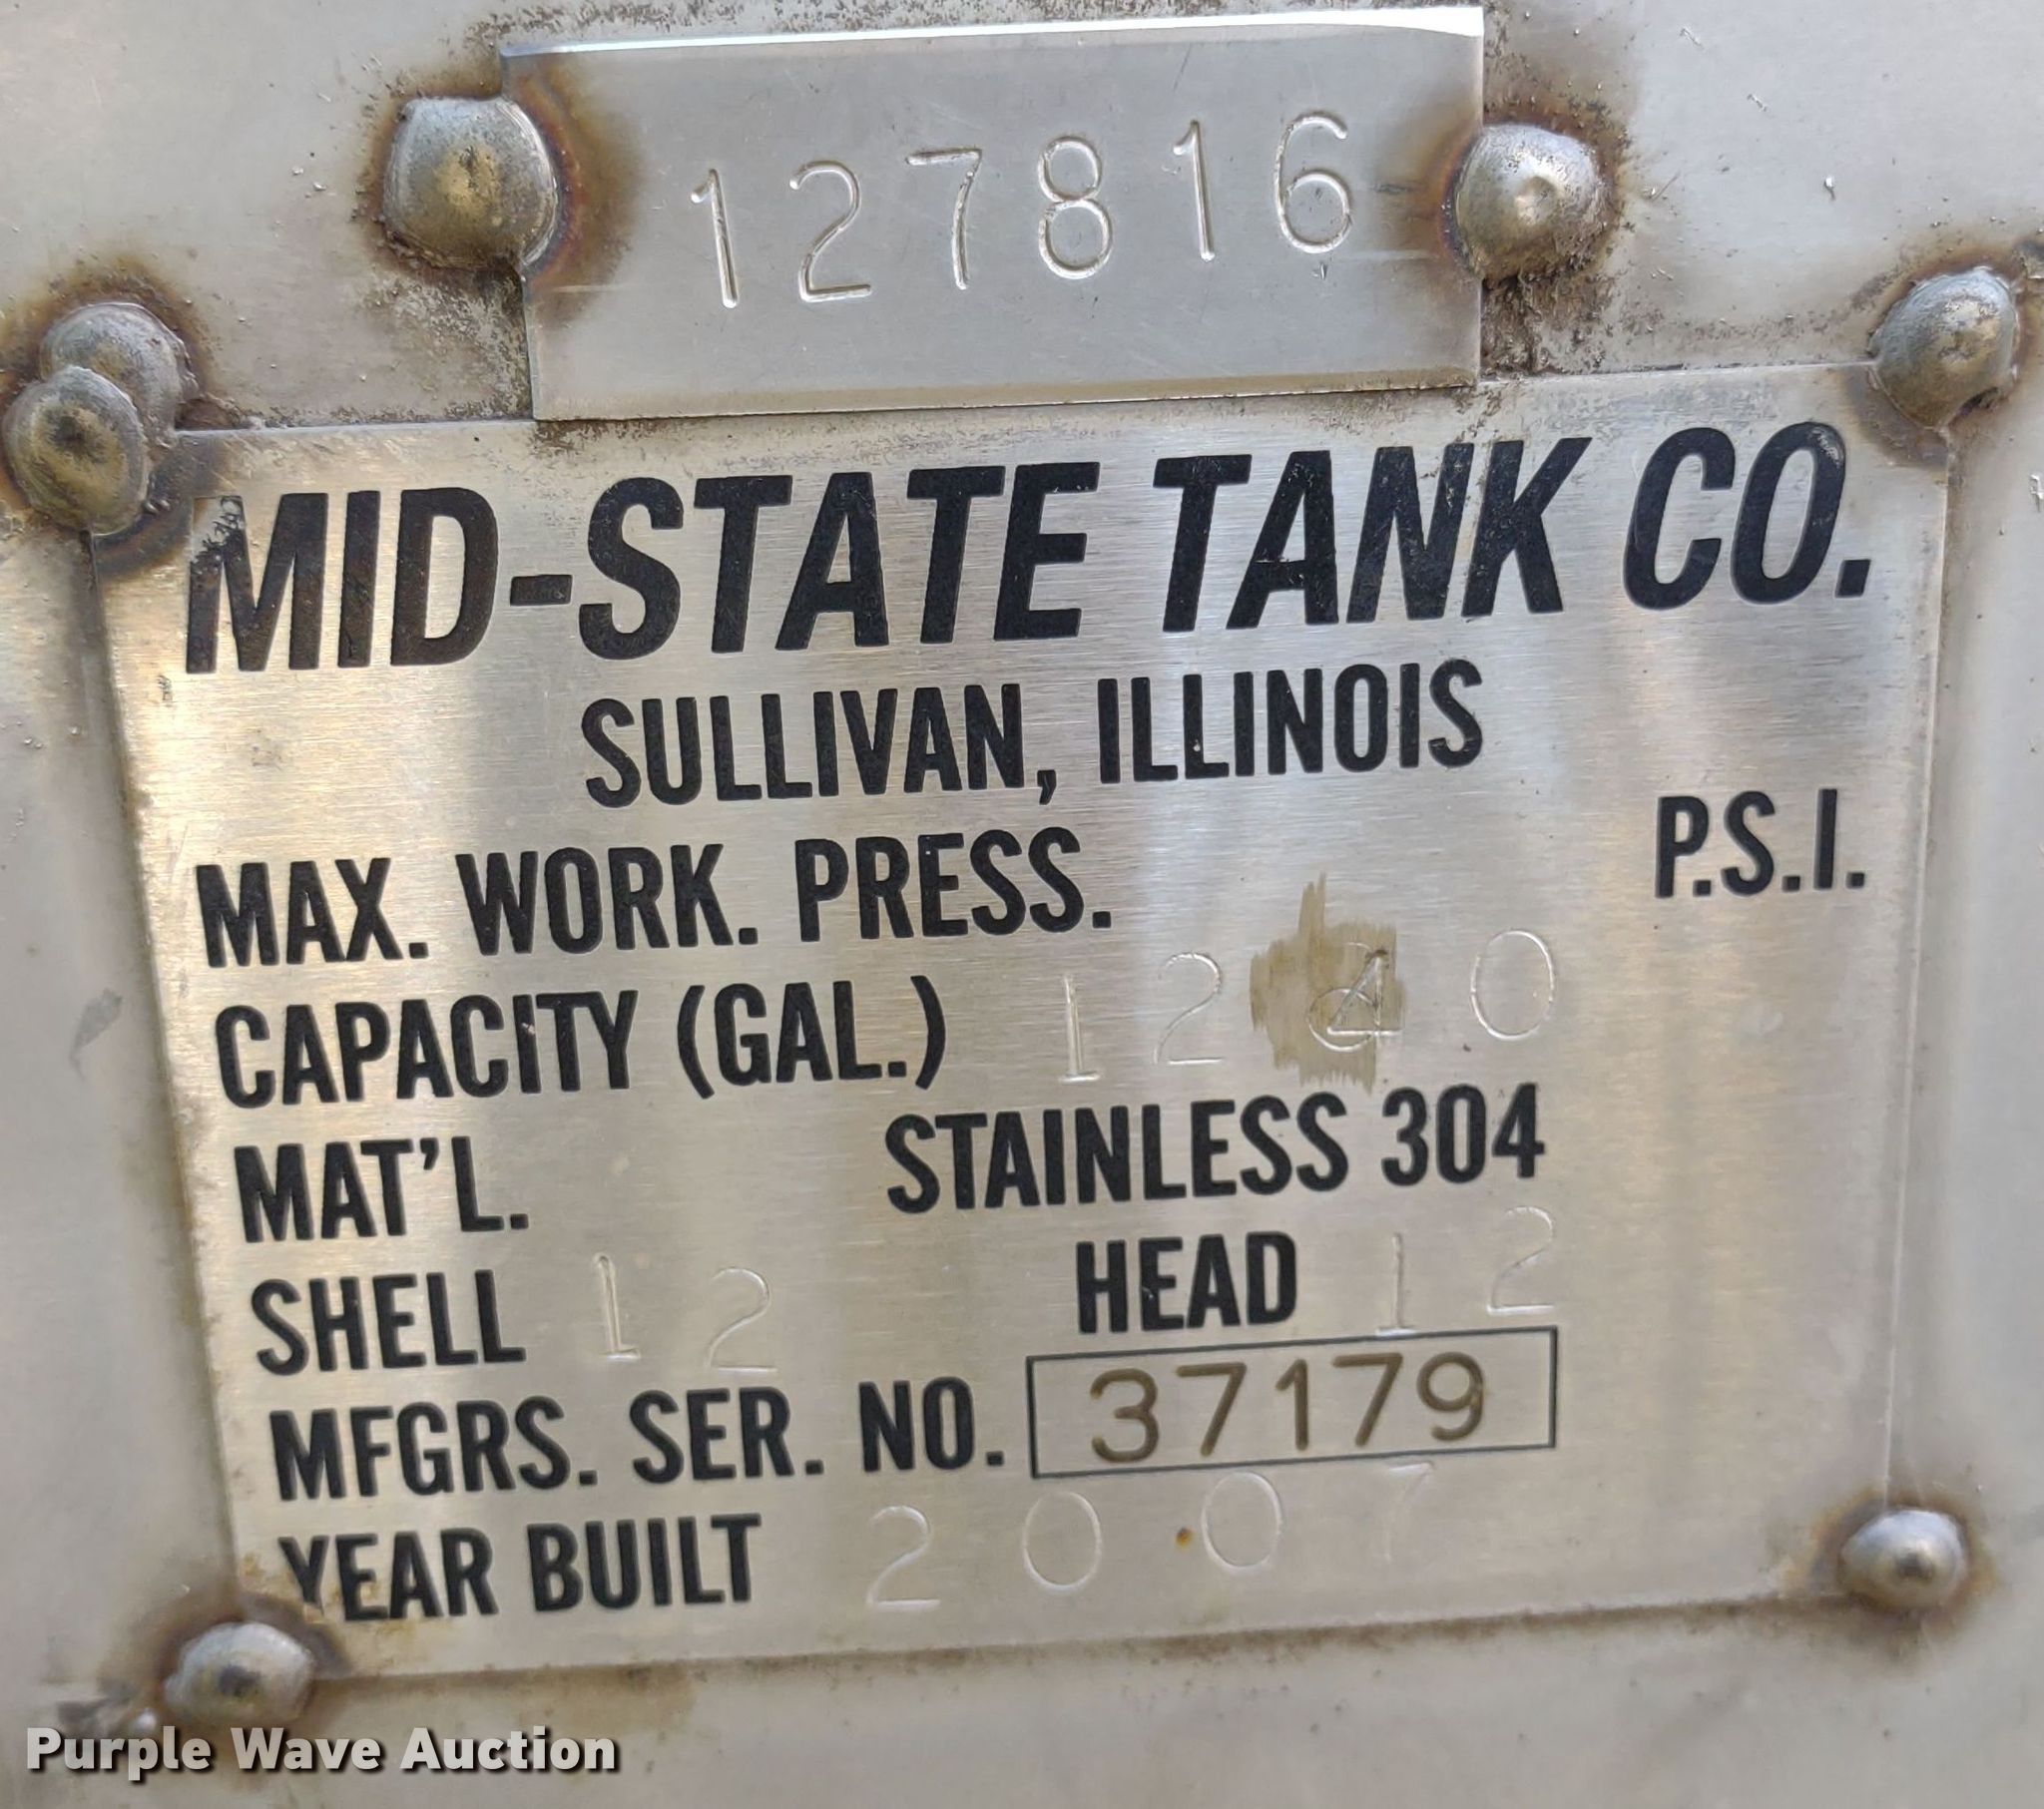 127816
MID-STATE TANK CO.
SULLIVAN, ILLINOIS
MAX. WORK. PRESS. P.S.I.
CAPACITY (GAL.) 1240
MAT'L. STAINLESS 304
SHELL 12 HEAD 12
MFGRS. SER. NO. 37179
YEAR BUILT 2007
Purple Wave Auction